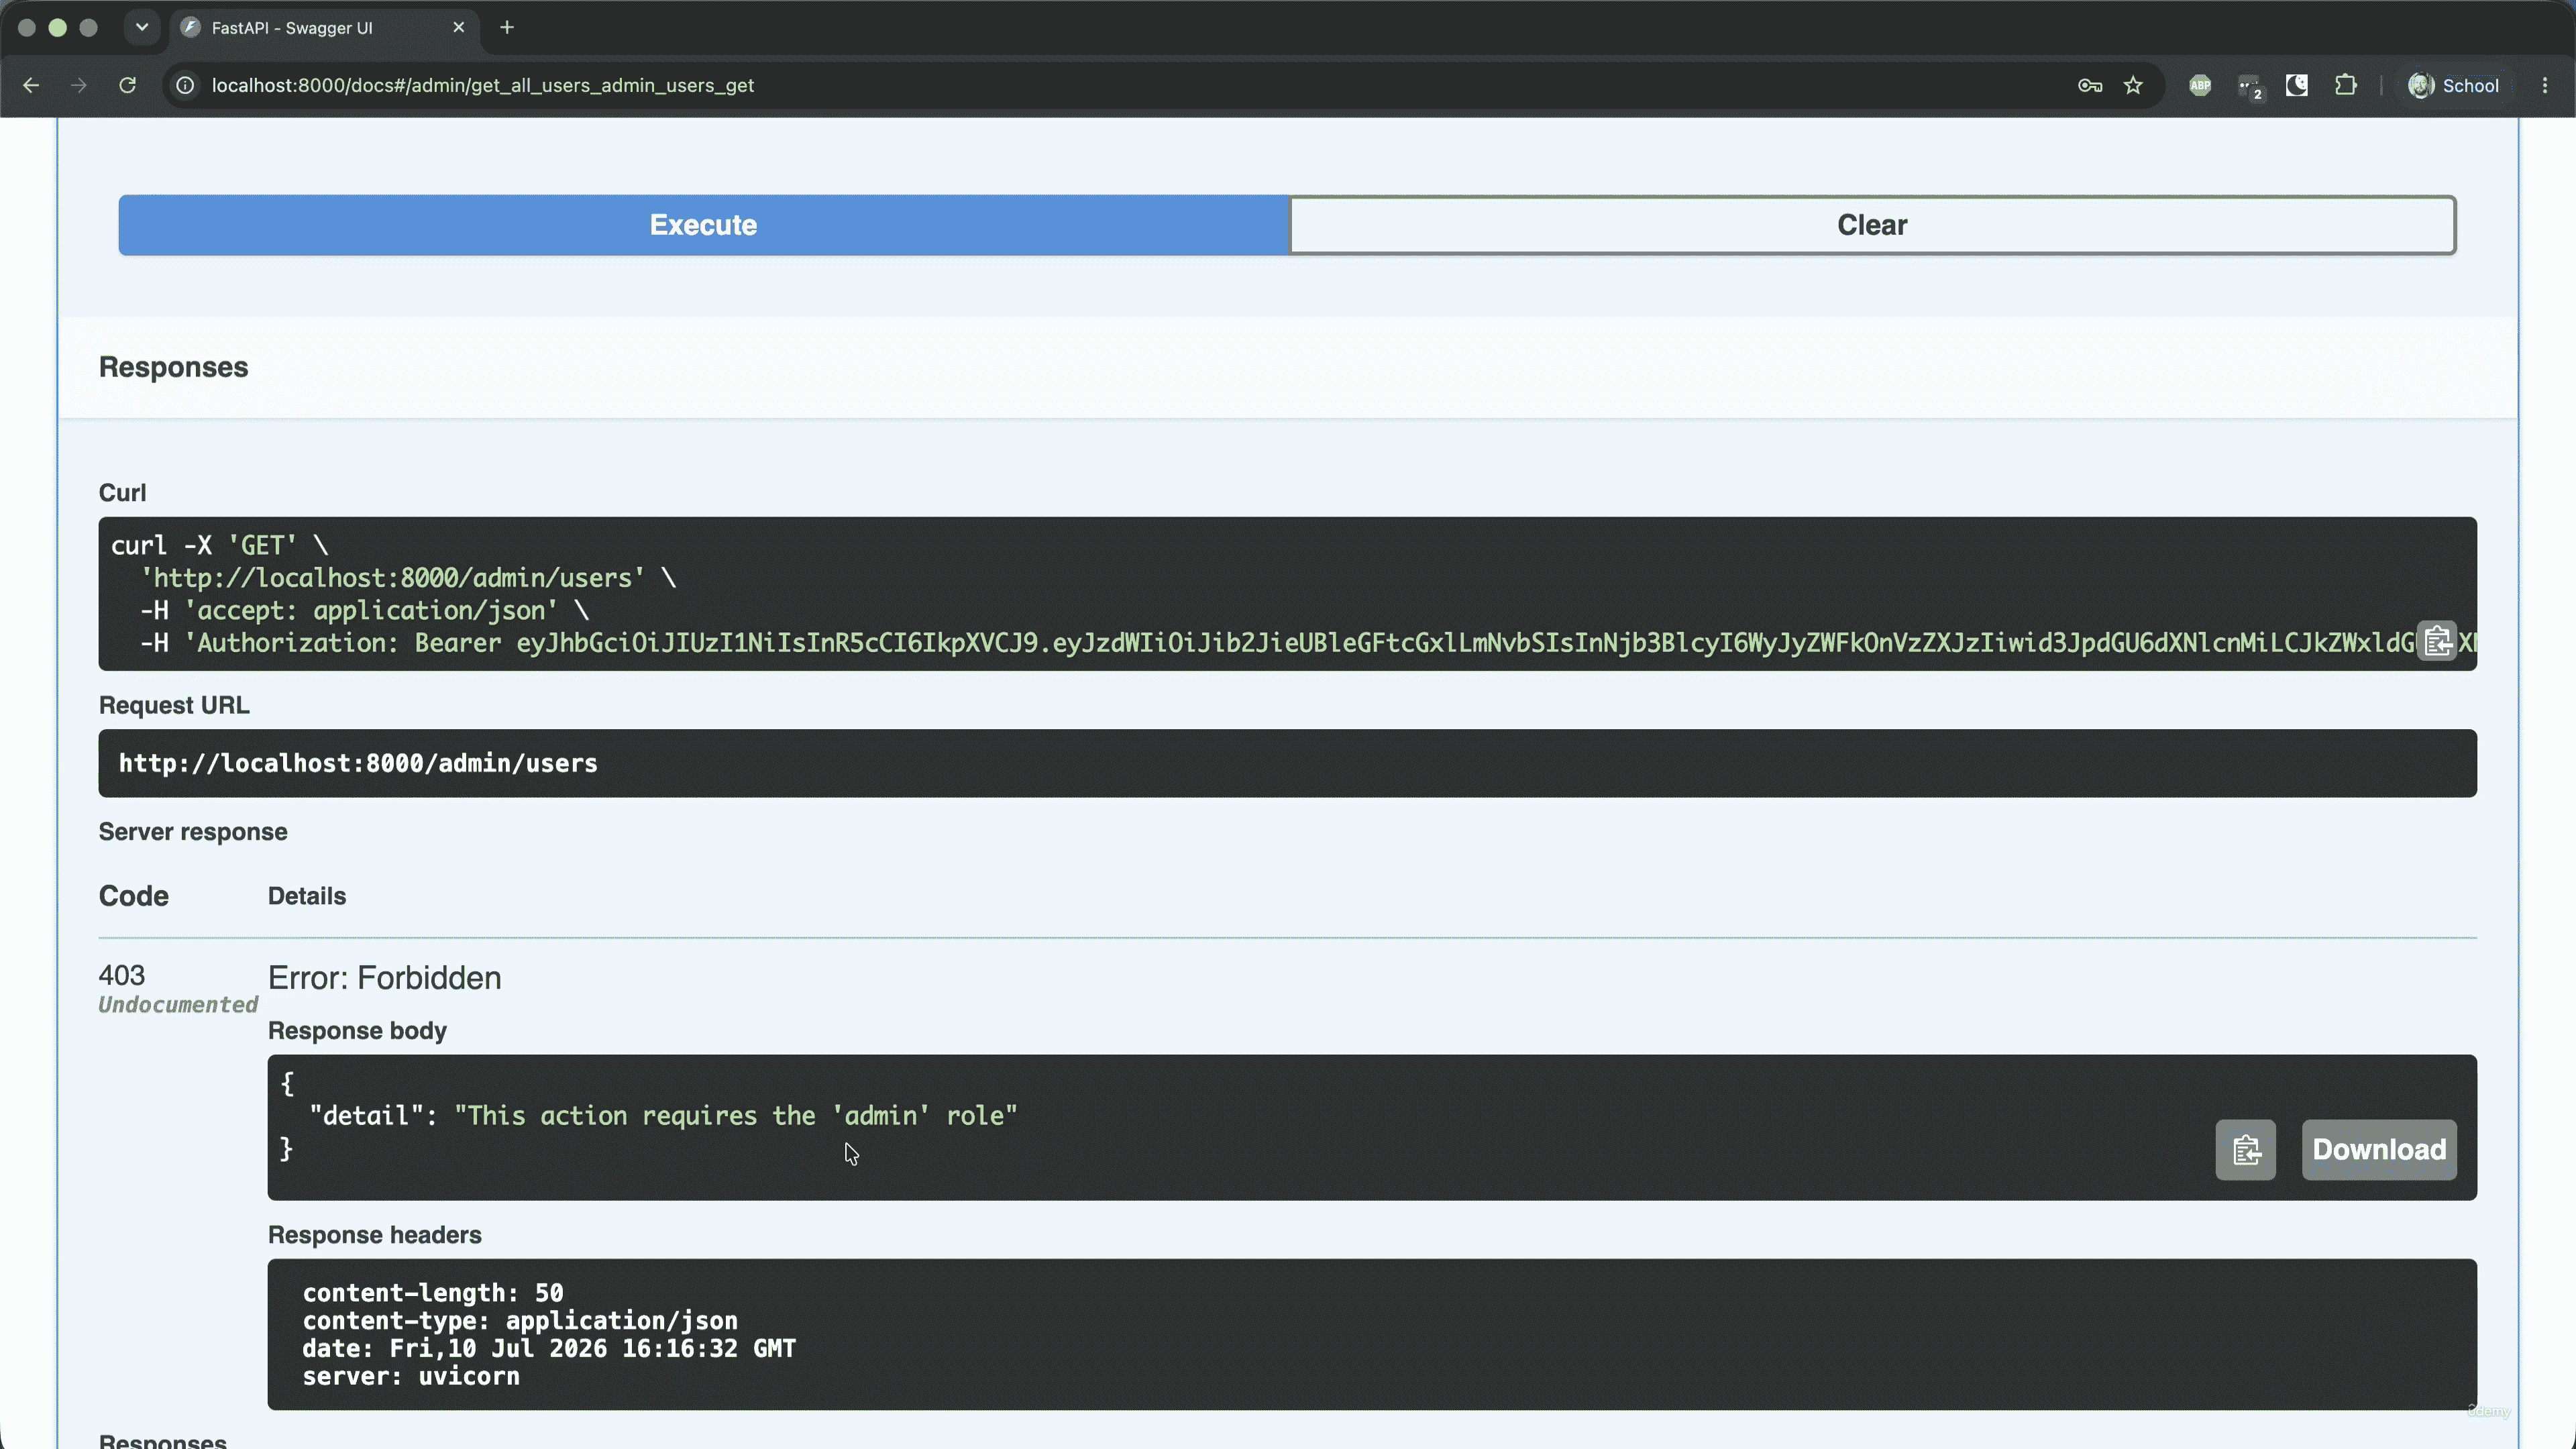 FastAPI - Swagger UI
localhost:8000/docs#/admin/get_all_users_admin_users_get
ABP
2
School
Execute
Clear
Responses
Curl
curl -X 'GET' \
'http://localhost:8000/admin/users' \
-H 'accept: application/json' \
-H 'Authorization: Bearer eyJhbGciOiJIUzI1NiIsInR5cCI6IkpXVCJ9.eyJzdWIiOiJib2JieUBleGFtcGxlLmNvbSIsInNjb3BlcyI6WyJyZWFkOnVzZXJzIiwid3JpdGU6dXNlcnMiLCJkZWxldG
Request URL
http://localhost:8000/admin/users
Server response
Code
Details
403
Error: Forbidden
Undocumented
Response body
{
"detail": "This action requires the 'admin' role"
}
Download
Response headers
content-length: 50
content-type: application/json
date: Fri,10 Jul 2026 16:16:32 GMT
server: uvicorn
Responses
udemy